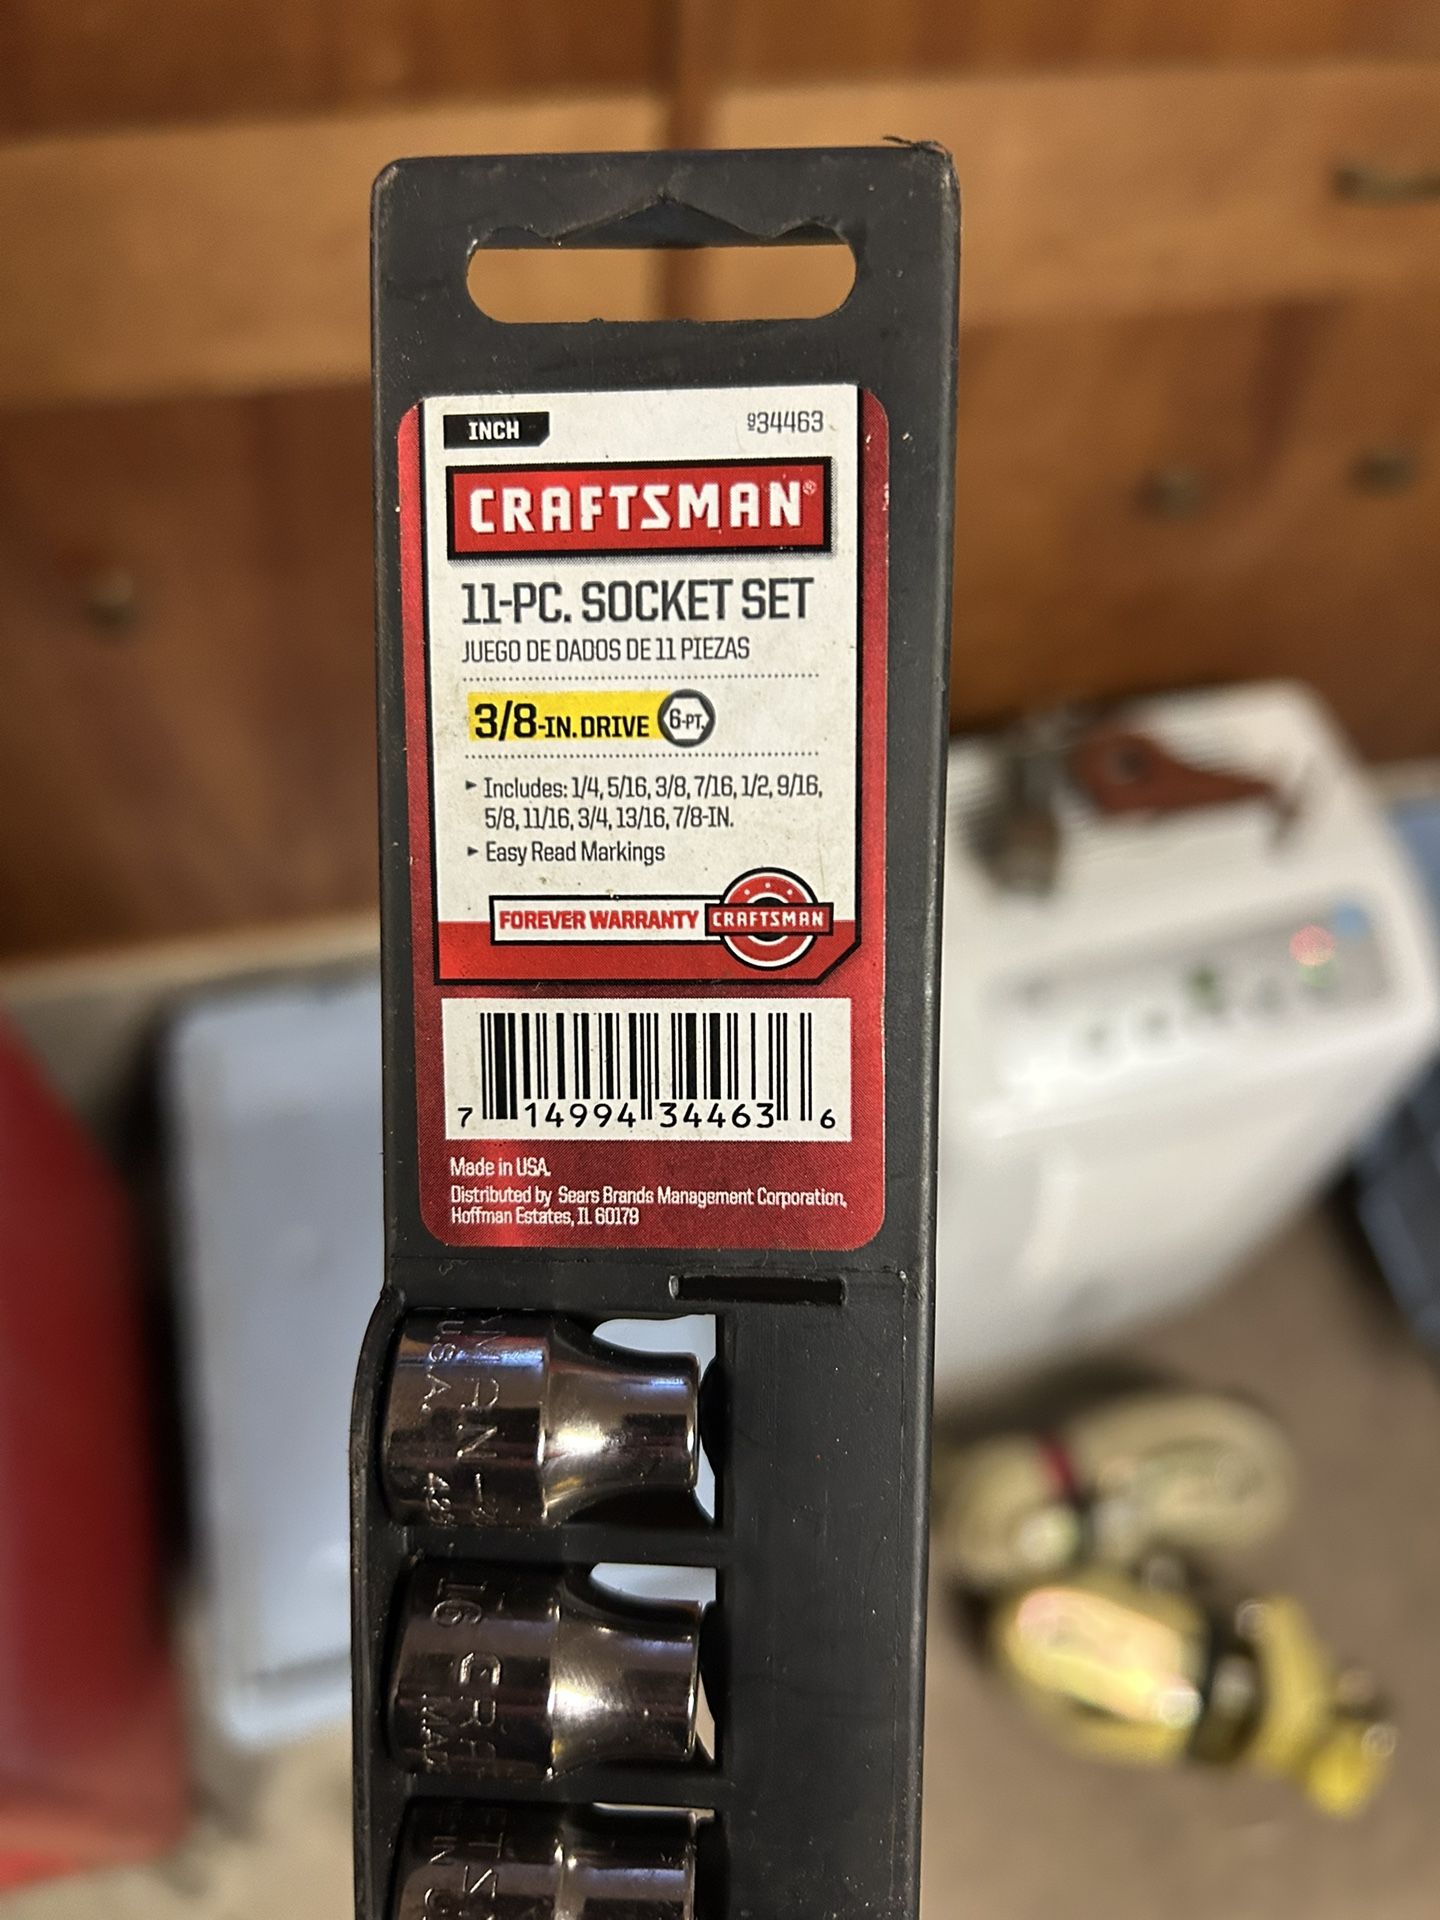 INCH
934463
CRAFTSMAN®
11-PC. SOCKET SET
JUEGO DE DADOS DE 11 PIEZAS
3/8-IN. DRIVE 6-PT.
▸ Includes: 1/4, 5/16, 3/8, 7/16, 1/2, 9/16,
5/8, 11/16, 3/4, 13/16, 7/8-IN.
▸ Easy Read Markings
FOREVER WARRANTY CRAFTSMAN
7 14994 34463 6
Made in USA.
Distributed by Sears Brands Management Corporation,
Hoffman Estates, IL 60179
U.S.A.
MAN
16
CRAF